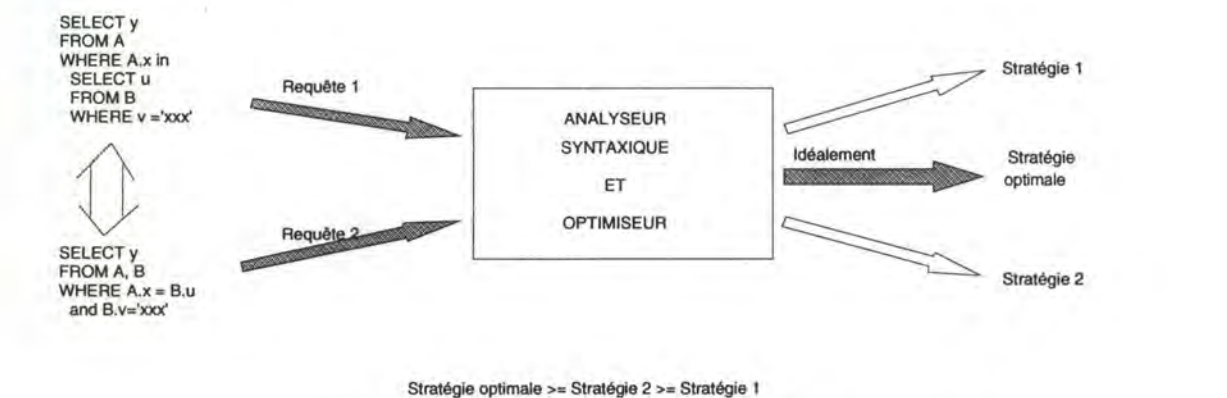 SELECT y
FROM A
WHERE A.x in
SELECT u
FROM B
WHERE v ='xxx'
Requête 1
SELECT y
FROM A, B
WHERE A.x = B.u
and B.v='xxx'
Requête 2
ANALYSEUR
SYNTAXIQUE
ET
OPTIMISEUR
Stratégie 1
Idéalement
Stratégie
optimale
Stratégie 2
Stratégie optimale >= Stratégie 2 >= Stratégie 1